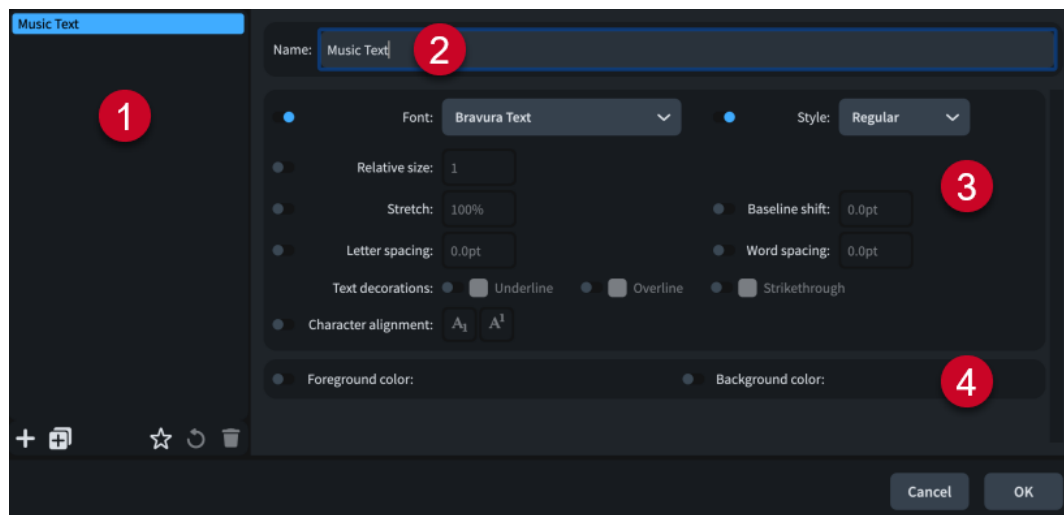 Music Text
1
Name: Music Text 2
Font: Bravura Text Style: Regular
Relative size: 1
3
Stretch: 100% Baseline shift: 0.0pt
Letter spacing: 0.0pt Word spacing: 0.0pt
Text decorations: Underline Overline Strikethrough
Character alignment: A1 A1
Foreground color: Background color: 4
Cancel OK